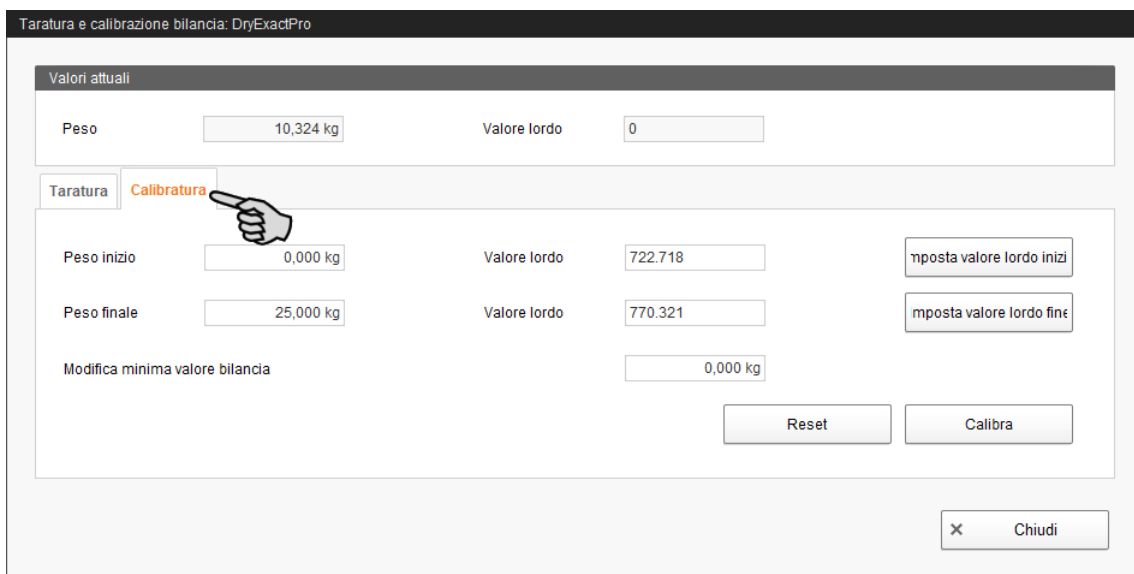 Taratura e calibrazione bilancia: DryExactPro
Valori attuali
Peso 10,324 kg Valore lordo 0
Taratura Calibratura
Peso inizio 0,000 kg Valore lordo 722.718 mposta valore lordo inizi
Peso finale 25,000 kg Valore lordo 770.321 mposta valore lordo fine
Modifica minima valore bilancia 0,000 kg
Reset Calibra
Chiudi